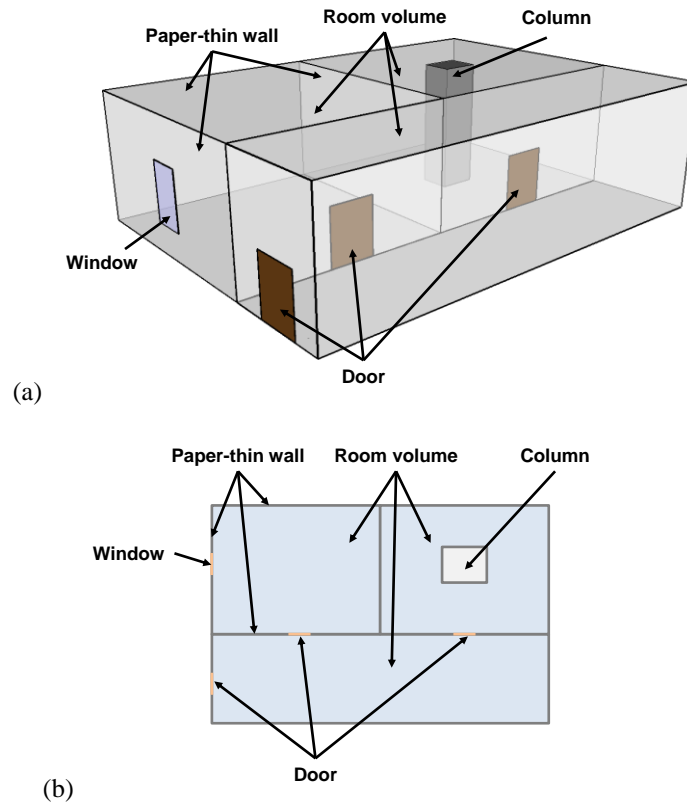 Paper-thin wall
Room volume
Column
Window
Door
(a)
Paper-thin wall
Room volume
Column
Window
Door
(b)